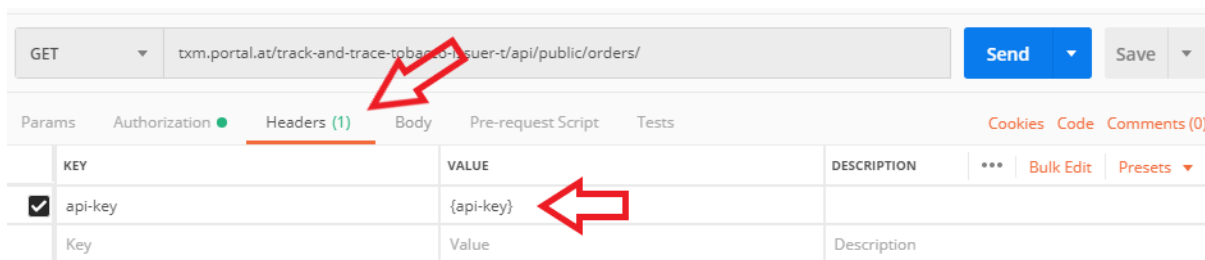 GET txm.portal.at/track-and-trace-tobacco-issuer-t/api/public/orders/ Send Save
Params Authorization Headers (1) Body Pre-request Script Tests Cookies Code Comments (0)
KEY VALUE DESCRIPTION ••• Bulk Edit Presets
api-key {api-key}
Key Value Description